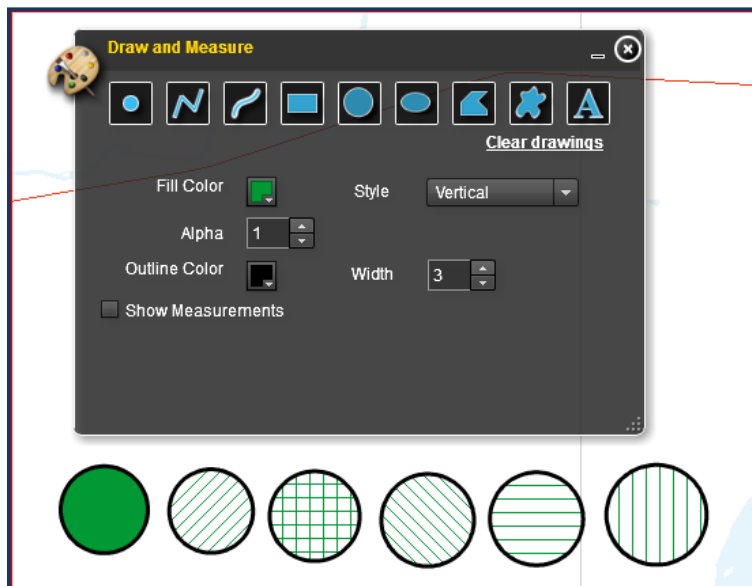 Draw and Measure
A
Clear drawings
Fill Color Style Vertical
Alpha 1
Outline Color Width 3
Show Measurements